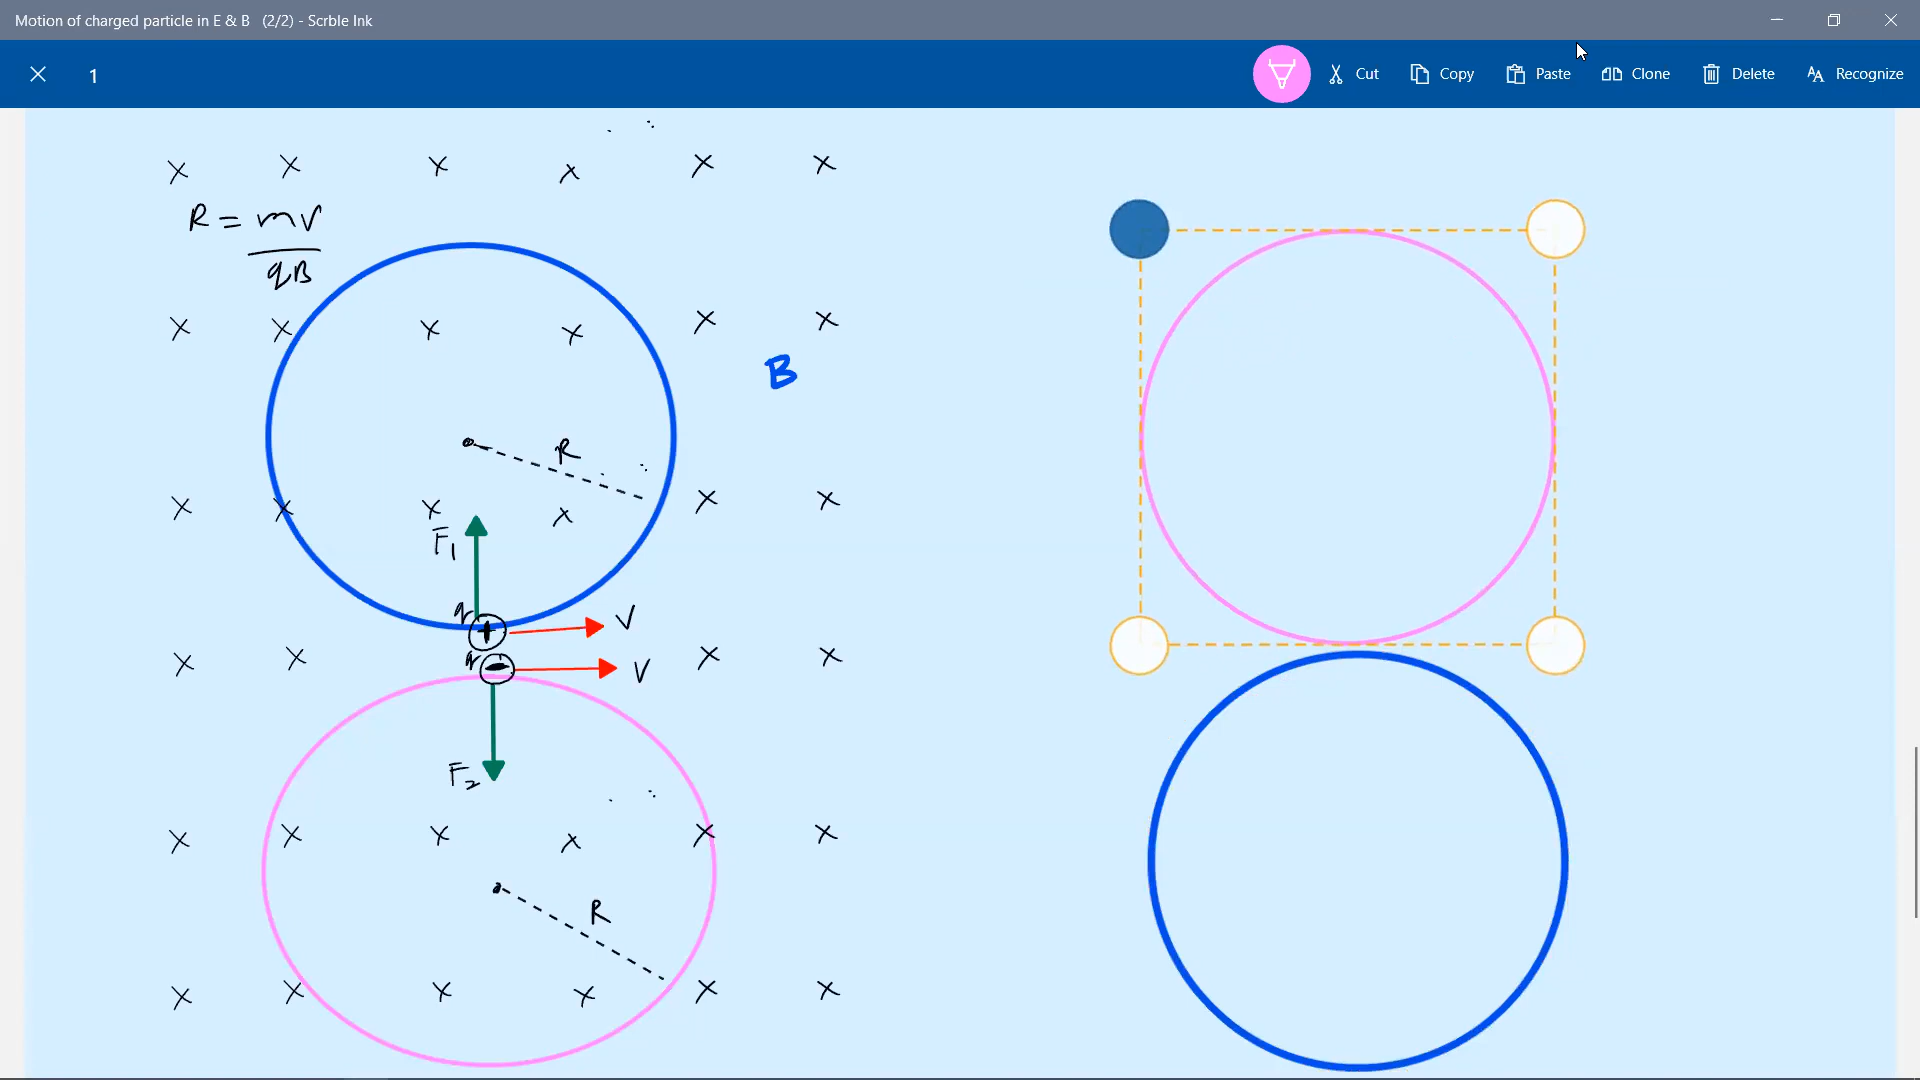 Motion of charged particle in E & B (2/2) - Scrble Ink
1
Cut
Copy
Paste
Clone
Delete
Recognize
x x x x x x
R = mv
qB
x x x x x x
B
R
x x x x x x
F1
q
+
v
x x x x
q
-
v
F2
x x x x x x
R
x x x x x x